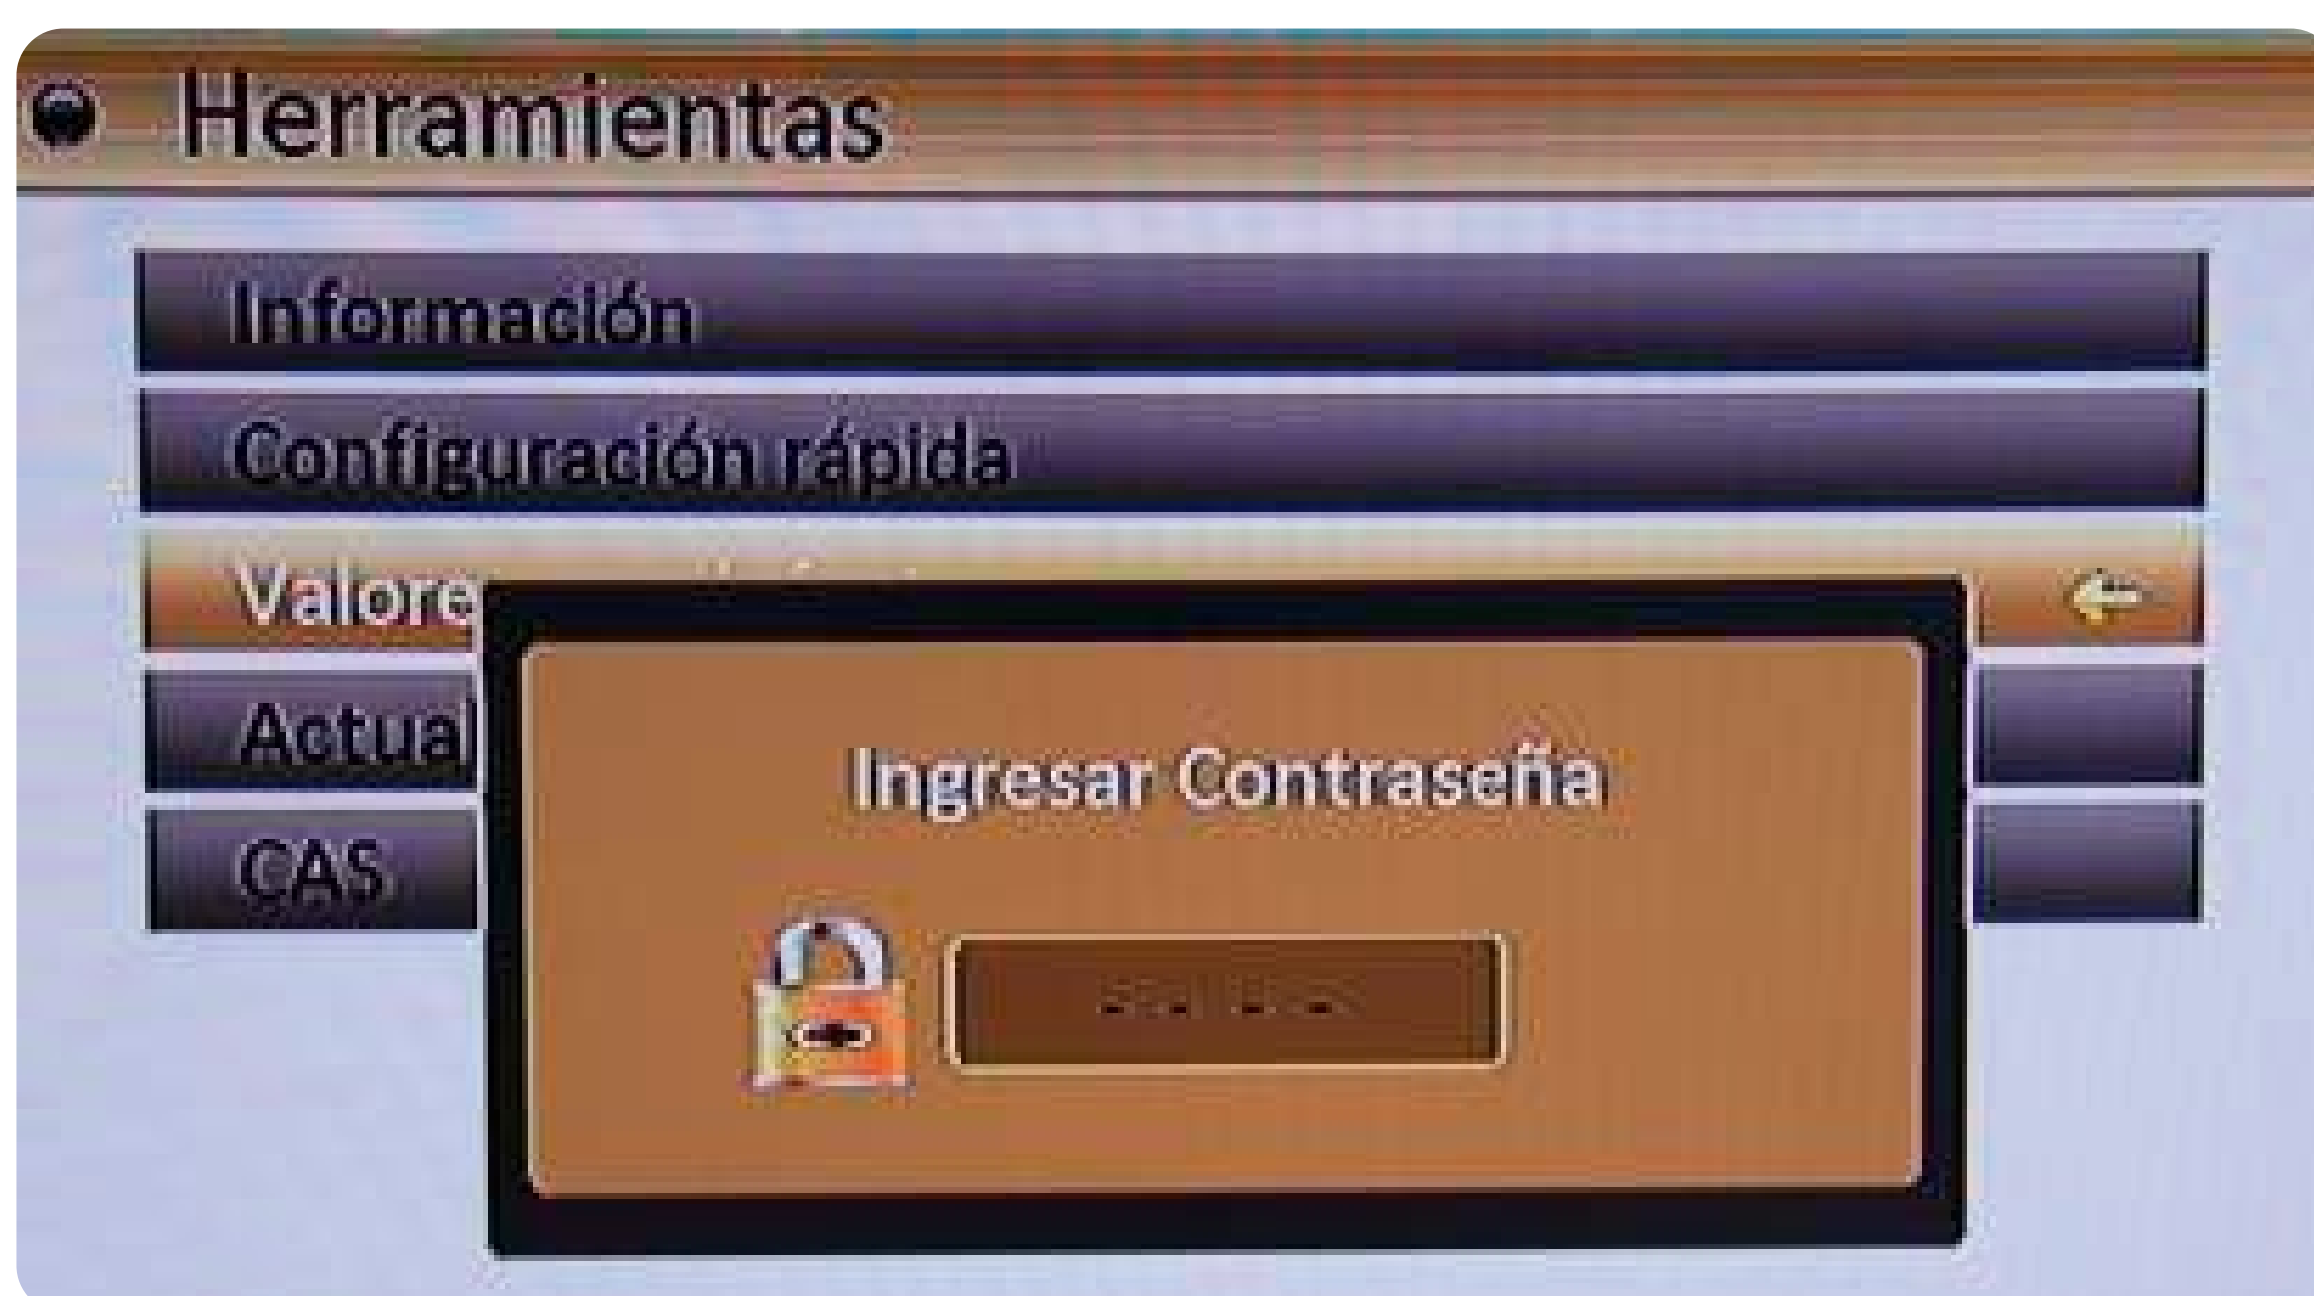 Herramientas
Información
Configuración rápida
Valore
Actual
CAS
Ingresar Contraseña
- - - -